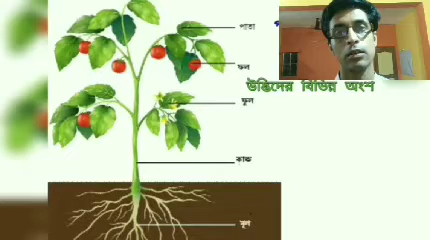 পাতা
ফল
উদ্ভিদের বিভিন্ন অংশ
ফুল
কান্ড
মূল